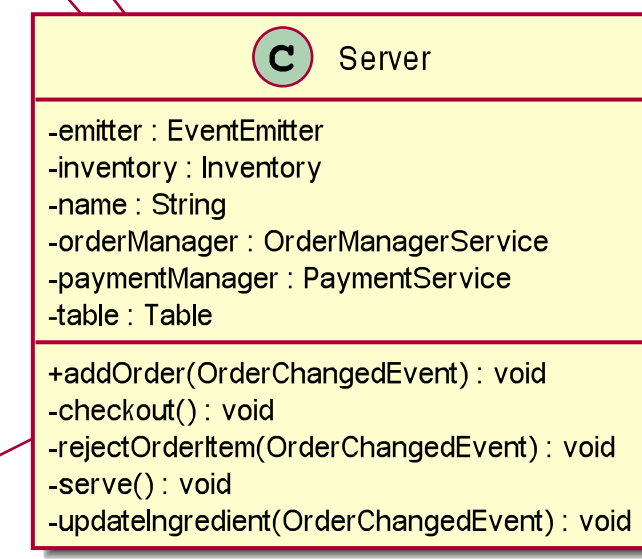 C Server
-emitter : EventEmitter
-inventory : Inventory
-name : String
-orderManager : OrderManagerService
-paymentManager : PaymentService
-table : Table
+addOrder(OrderChangedEvent) : void
-checkout() : void
-rejectOrderItem(OrderChangedEvent) : void
-serve() : void
-updateIngredient(OrderChangedEvent) : void